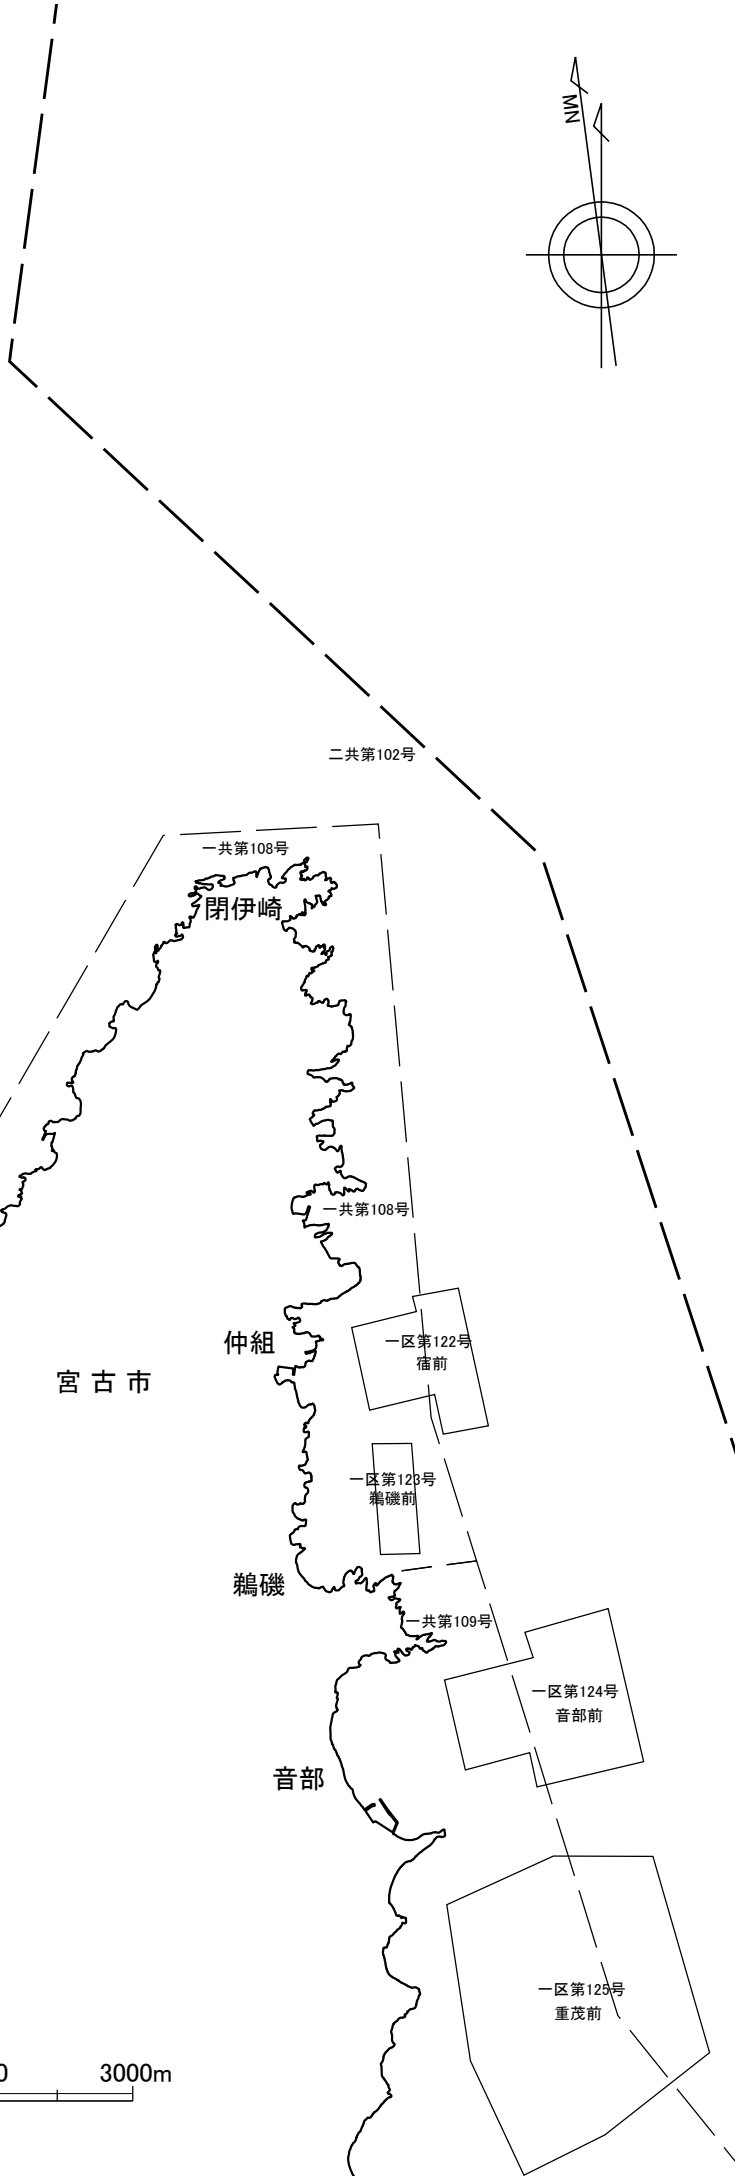 MN
二共第102号
一共第108号
閉伊崎
一共第108号
仲組
一区第122号
宿前
宮古市
一区第123号
鵜磯前
鵜磯
一共第109号
一区第124号
音部前
音部
一区第125号
重茂前
0
3000m